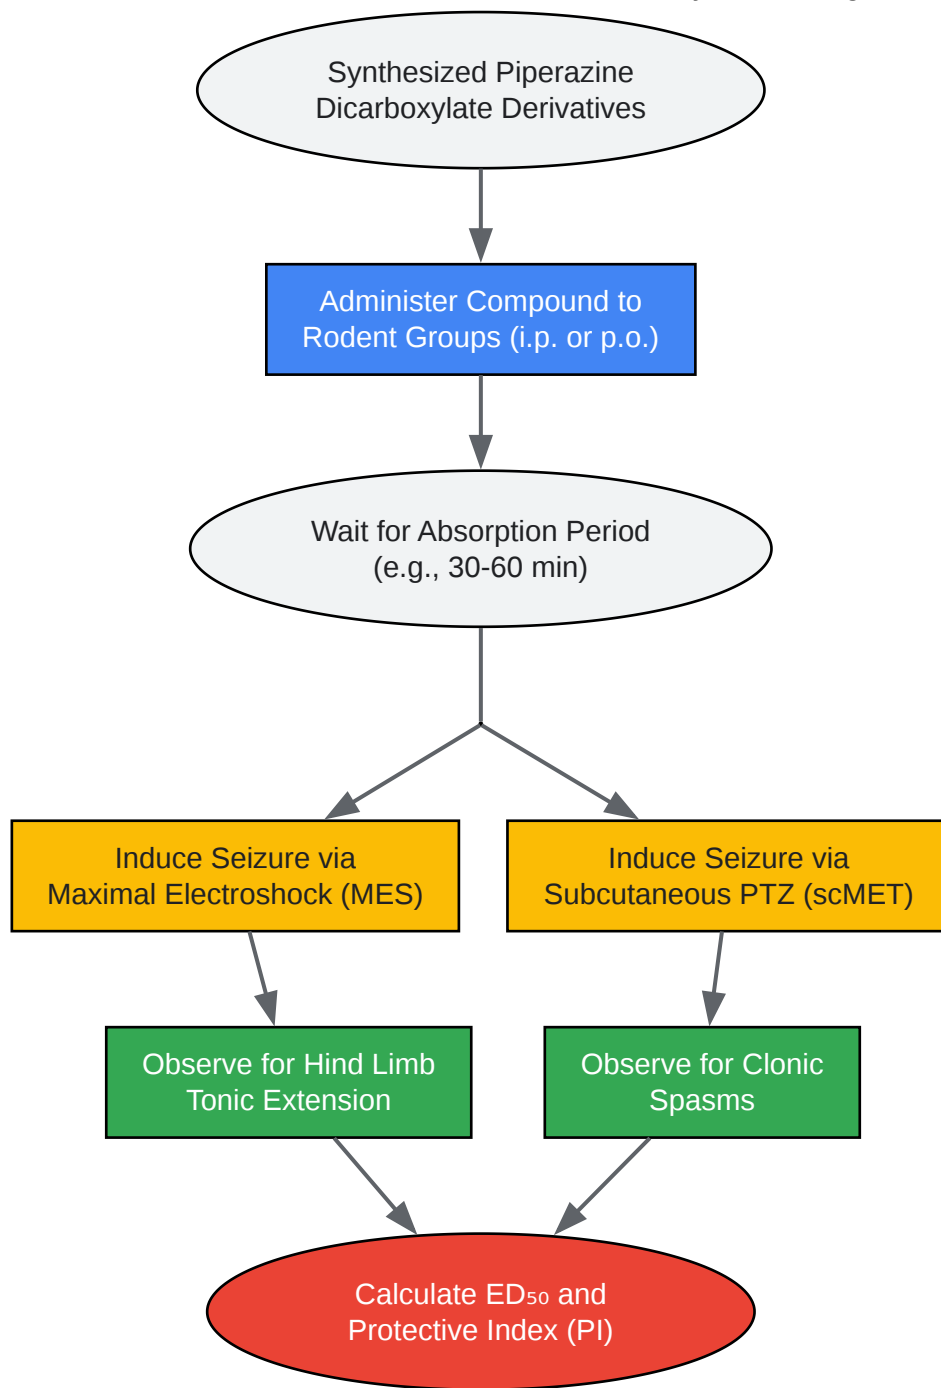 Synthesized Piperazine
Dicarboxylate Derivatives
Administer Compound to
Rodent Groups (i.p. or p.o.)
Wait for Absorption Period
(e.g., 30-60 min)
Induce Seizure via
Maximal Electroshock (MES)
Induce Seizure via
Subcutaneous PTZ (scMET)
Observe for Hind Limb
Tonic Extension
Observe for Clonic
Spasms
Calculate ED₅₀ and
Protective Index (PI)